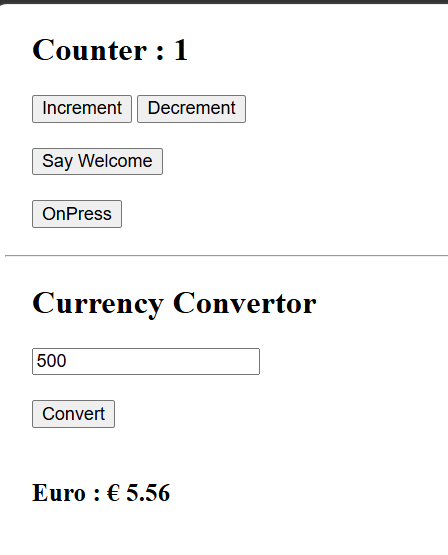 Counter : 1
Increment Decrement
Say Welcome
OnPress
Currency Convertor
500
Convert
Euro : € 5.56